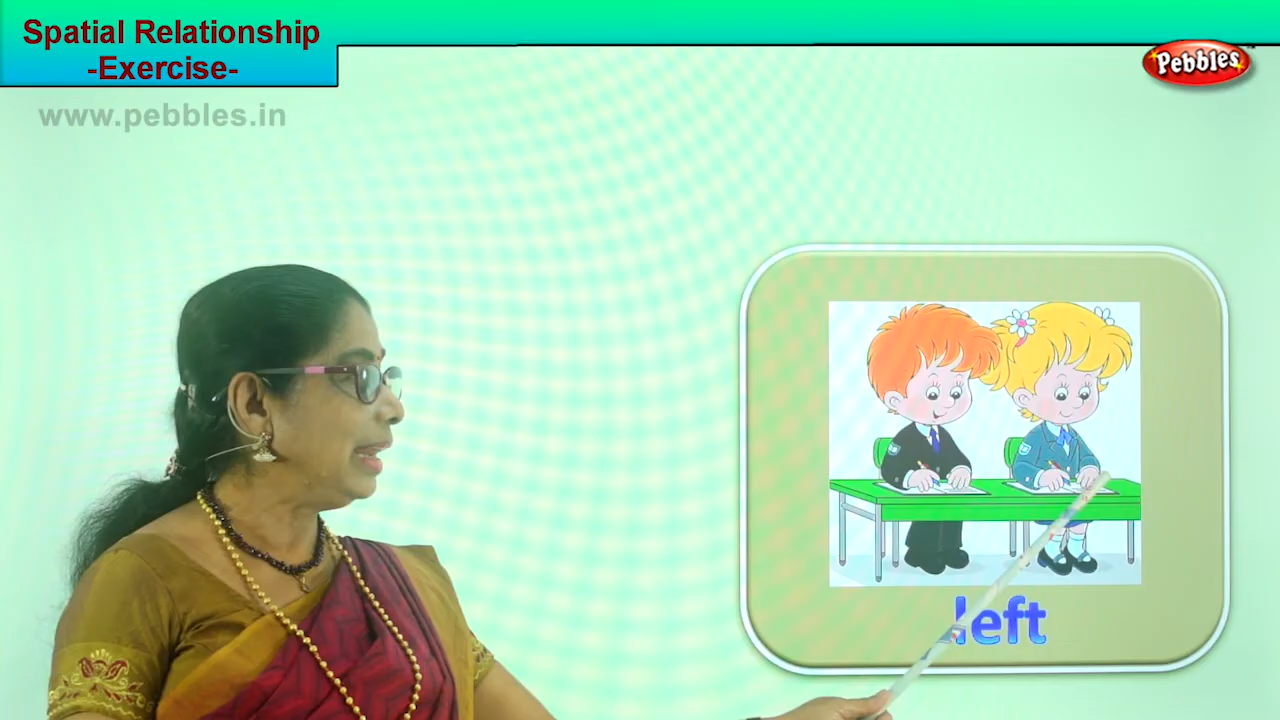 Spatial Relationship
-Exercise-
Pebbles
www.pebbles.in
left